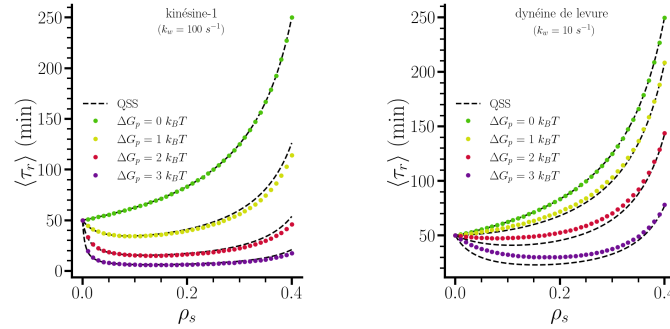 kinésine-1
(k_w = 100 s⁻¹)
250
200
150
100
50
0
⟨τ_r⟩ (min)
QSS
ΔG_p = 0 k_BT
ΔG_p = 1 k_BT
ΔG_p = 2 k_BT
ΔG_p = 3 k_BT
0.0
0.2
0.4
ρ_s
dynéine de levure
(k_w = 10 s⁻¹)
250
200
150
100
50
⟨τ_r⟩ (min)
QSS
ΔG_p = 0 k_BT
ΔG_p = 1 k_BT
ΔG_p = 2 k_BT
ΔG_p = 3 k_BT
0.0
0.2
0.4
ρ_s